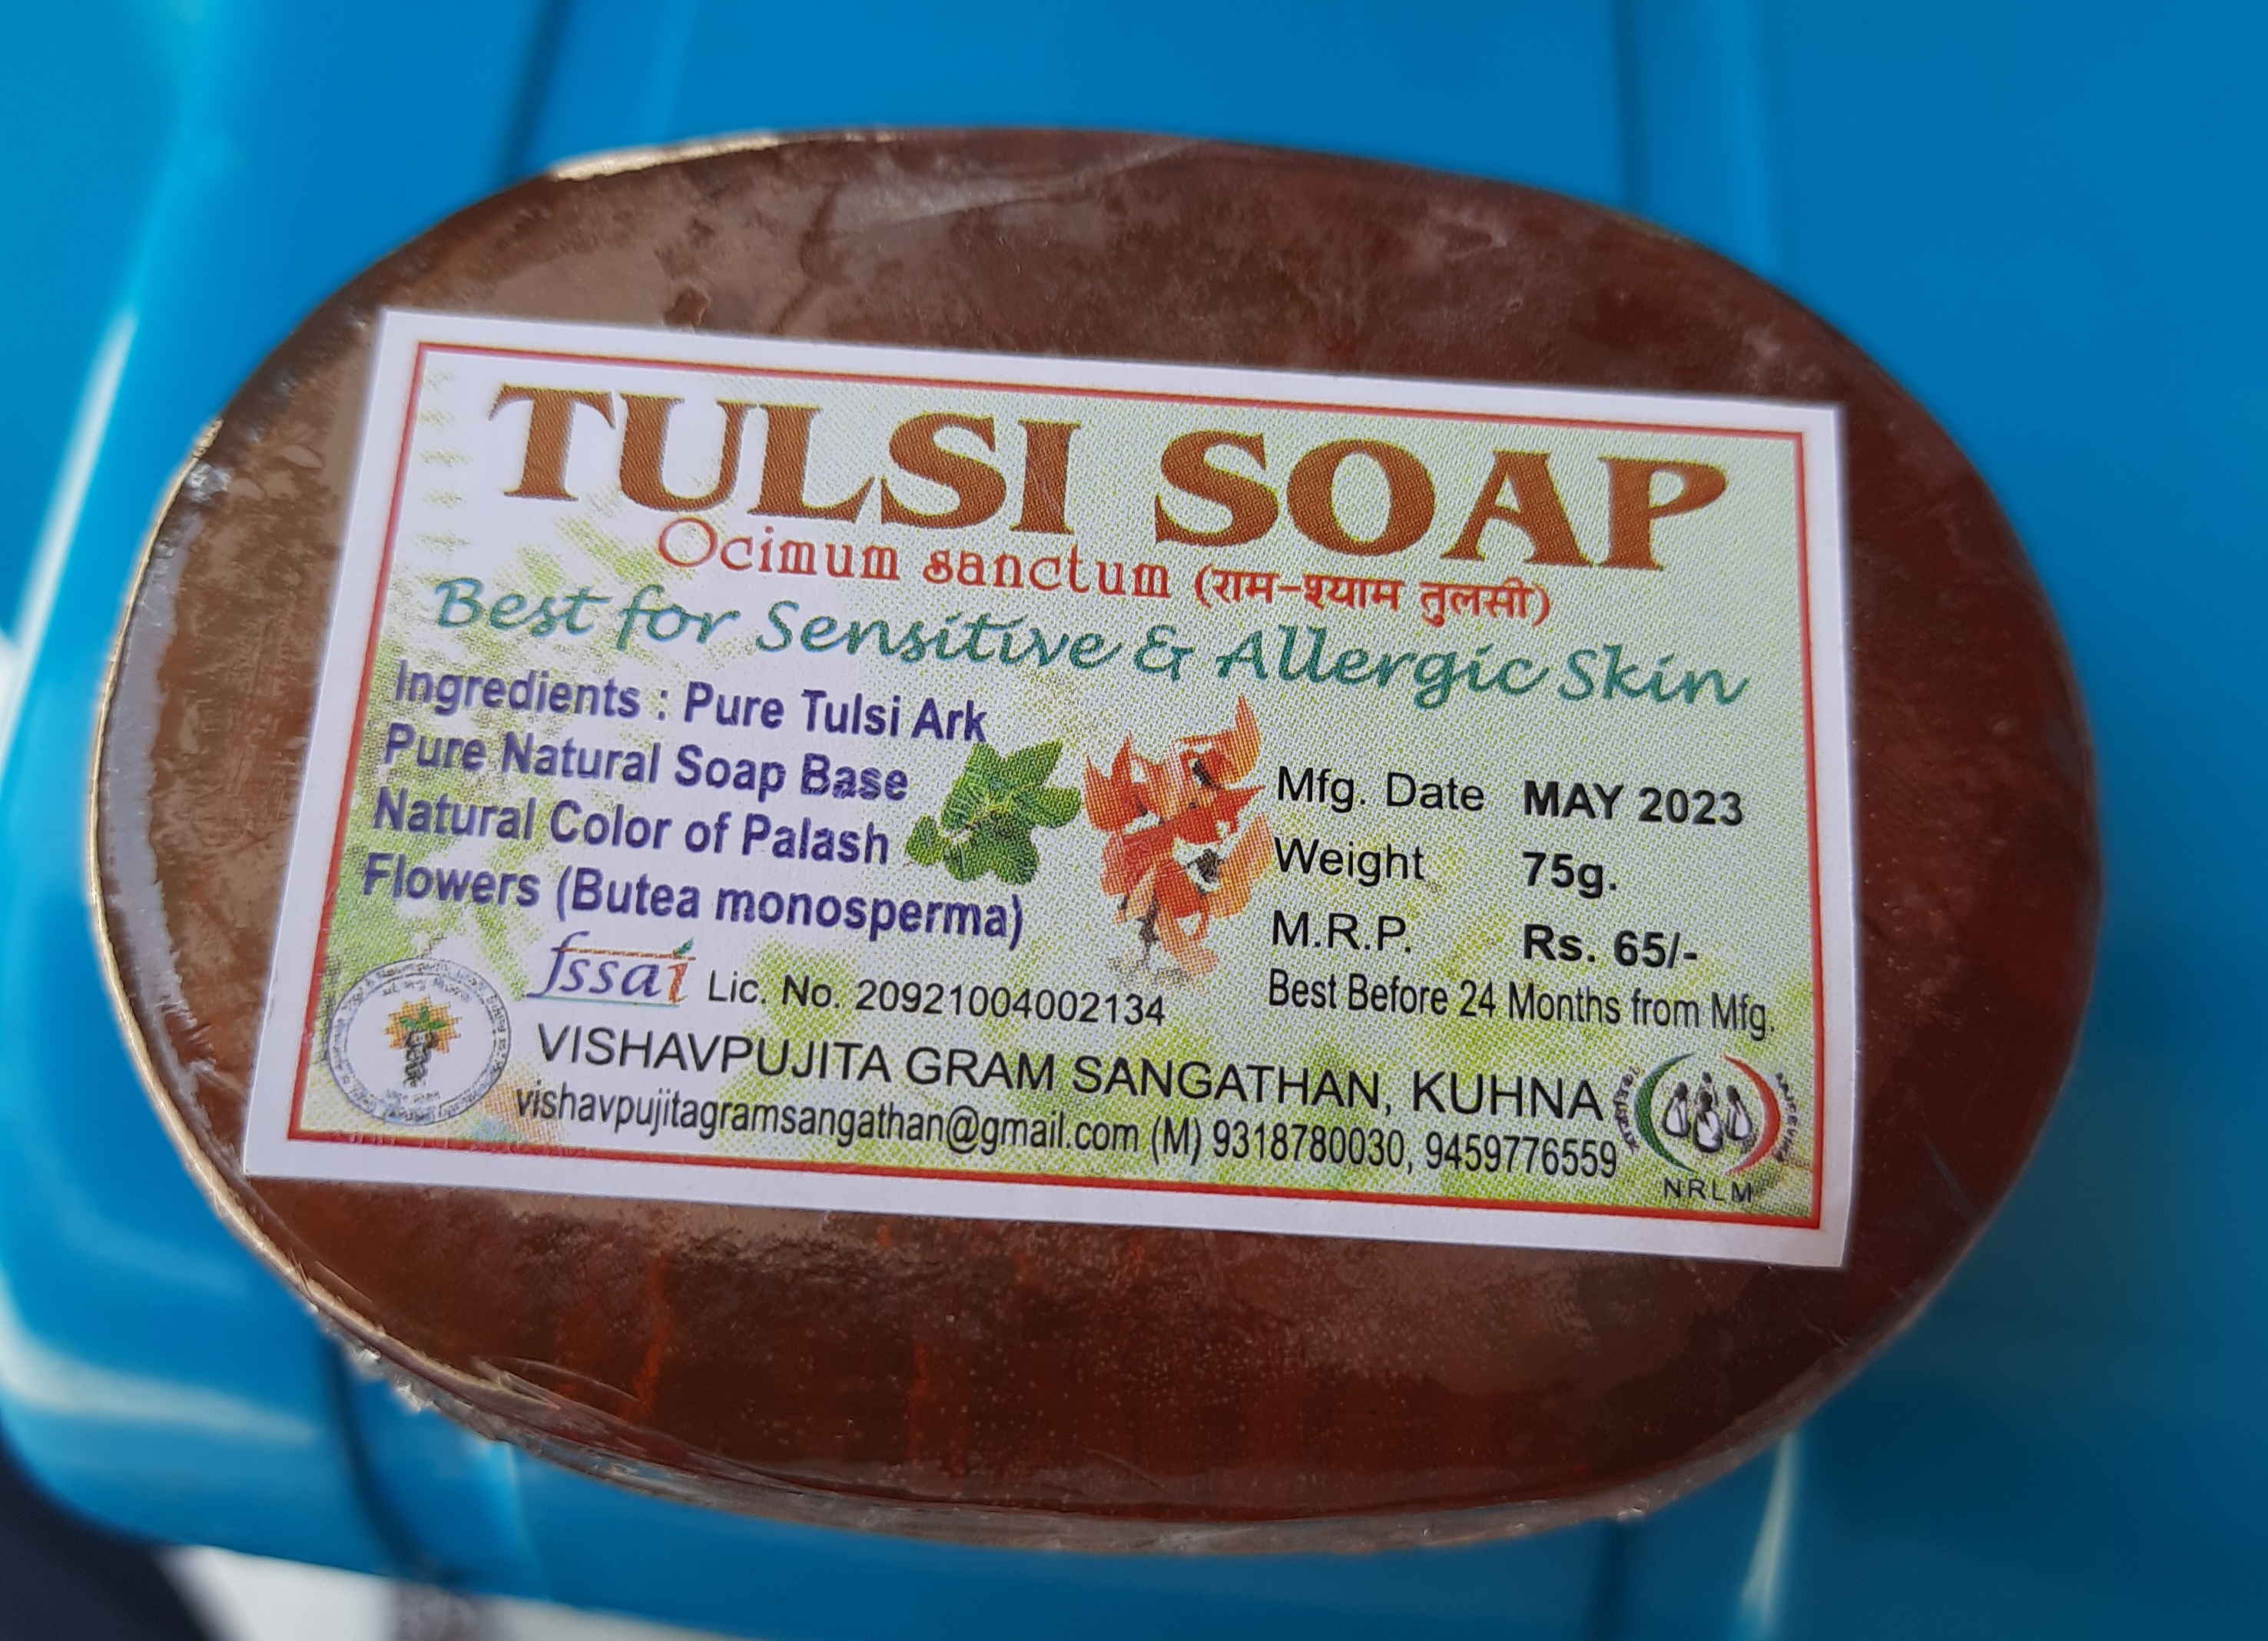 TULSI SOAP
Ocimum sanctum (राम-श्याम तुलसी)
Best for Sensitive & Allergic Skin
Ingredients : Pure Tulsi Ark
Pure Natural Soap Base
Natural Color of Palash
Flowers (Butea monosperma)
Mfg. Date MAY 2023
Weight 75g.
M.R.P. Rs. 65/-
Best Before 24 Months from Mfg.
fssai Lic. No. 20921004002134
VISHAVPUJITA GRAM SANGATHAN, KUHNA
vishavpujitagramsangathan@gmail.com (M) 9318780030, 9459776559
NRLM